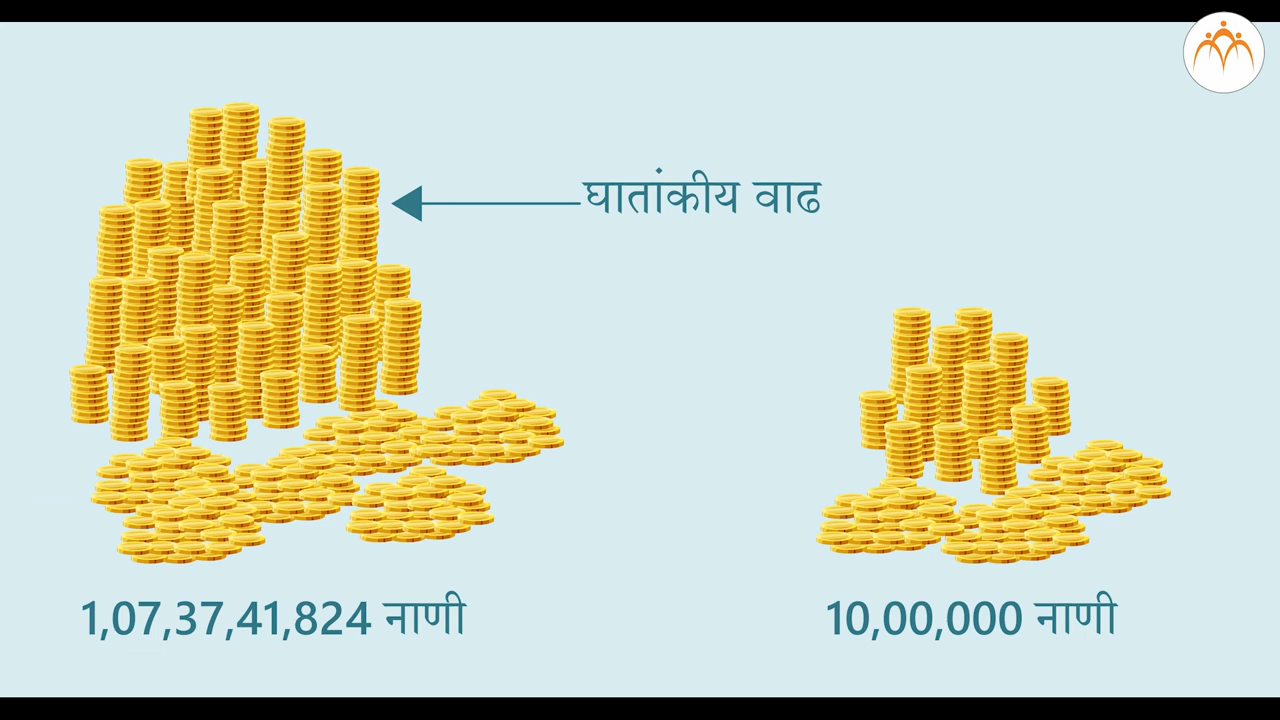 घातांकीय वाढ
1,07,37,41,824 नाणी
10,00,000 नाणी